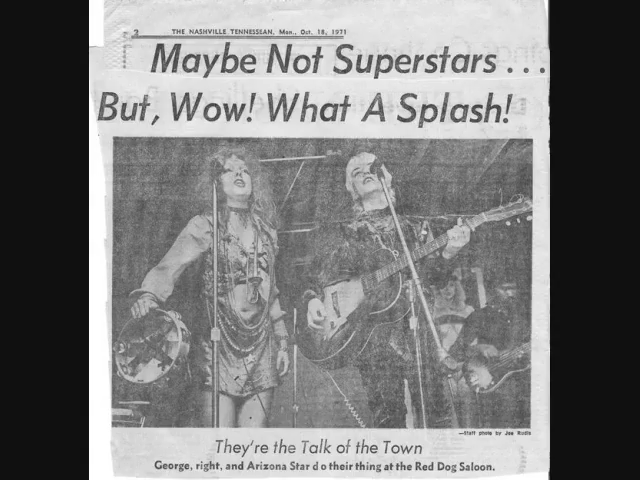 2 THE NASHVILLE TENNESSEAN, Mon., Oct. 18, 1971
Maybe Not Superstars . . .
But, Wow! What A Splash!
—Staff photo by Joe Rudis
They're the Talk of the Town
George, right, and Arizona Star do their thing at the Red Dog Saloon.